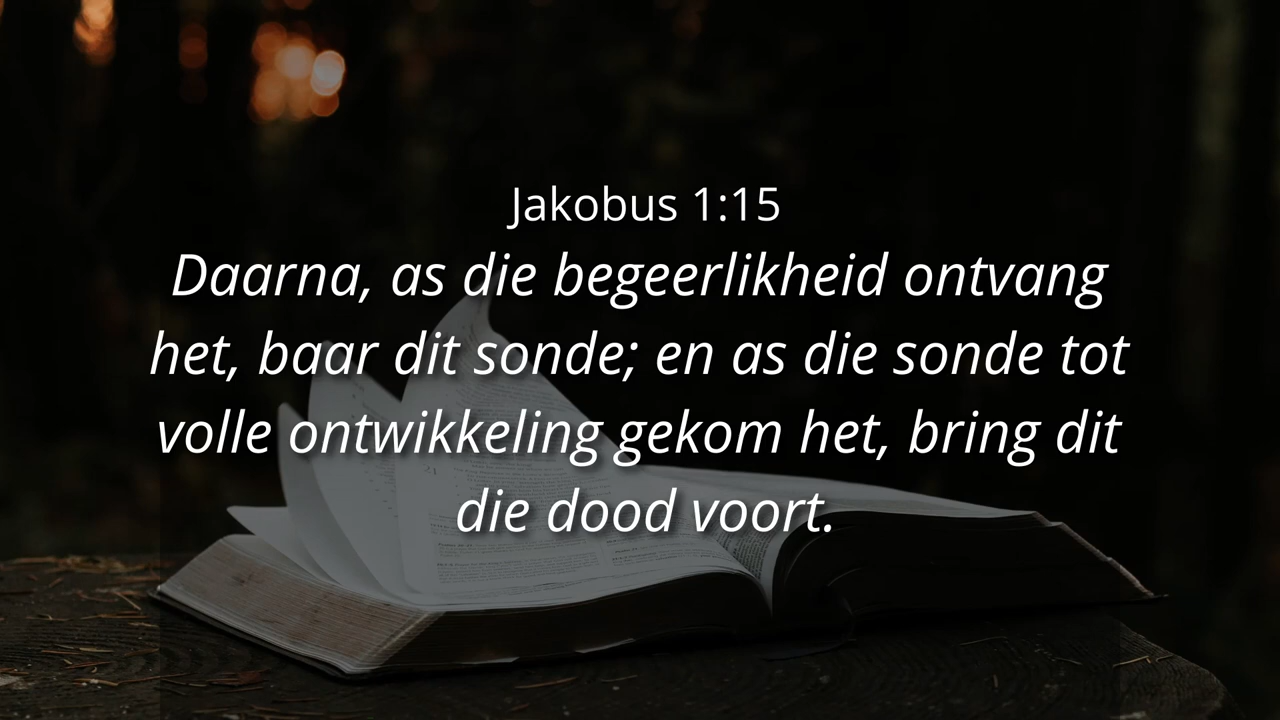 Jakobus 1:15
Daarna, as die begeerlikheid ontvang
het, baar dit sonde; en as die sonde tot
volle ontwikkeling gekom het, bring dit
die dood voort.